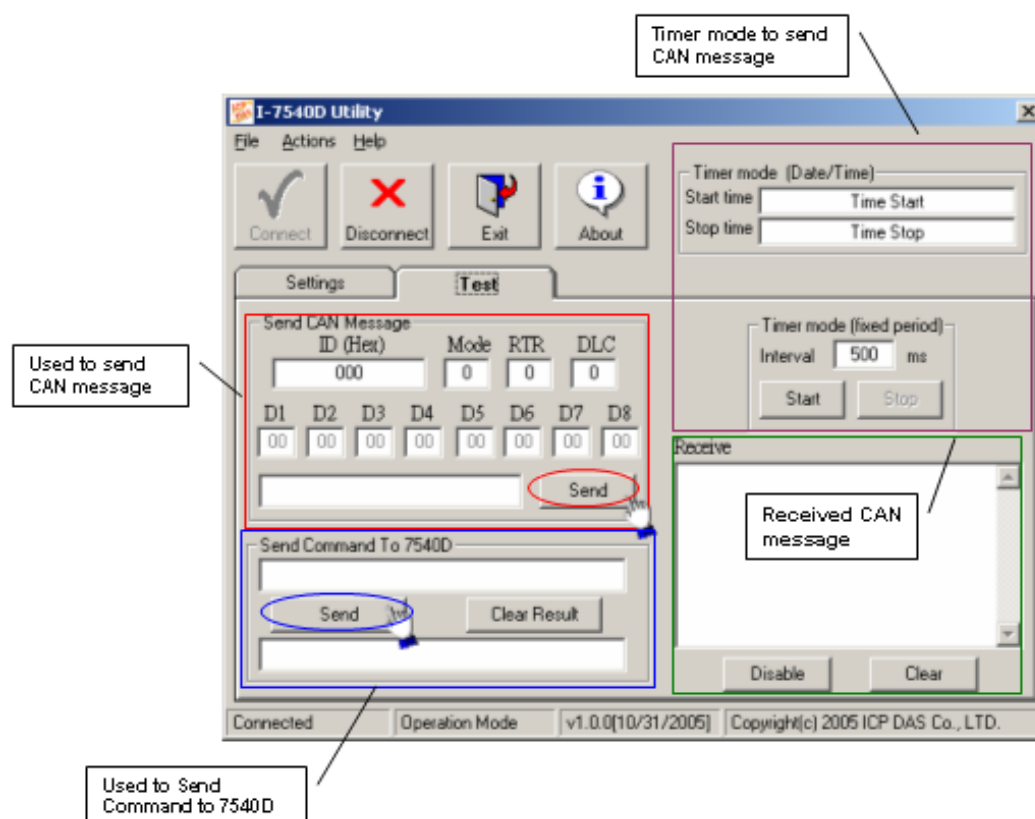 Timer mode to send
CAN message
I-7540D Utility
File Actions Help
Connect Disconnect Exit About
Timer mode (Date/Time)
Start time Time Start
Stop time Time Stop
Settings Test
Send CAN Message
ID (Hex) Mode RTR DLC
000 0 0 0
D1 D2 D3 D4 D5 D6 D7 D8
00 00 00 00 00 00 00 00
Send
Timer mode (fixed period)
Interval 500 ms
Start Stop
Used to send
CAN message
Receive
Received CAN
message
Send Command To 7540D
Send Clear Result
Disable Clear
Connected Operation Mode v1.0.0[10/31/2005] Copyright(c) 2005 ICP DAS Co., LTD.
Used to Send
Command to 7540D